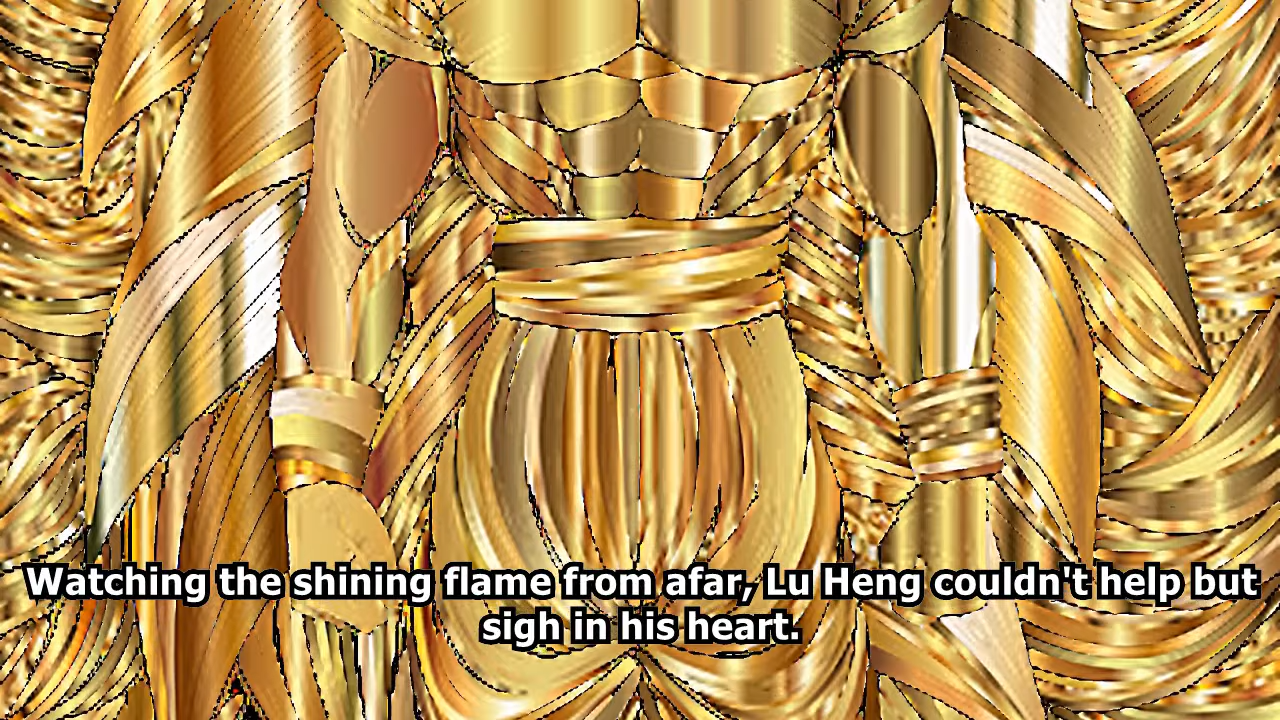 Watching the shining flame from afar, Lu Heng couldn't help but
sigh in his heart.